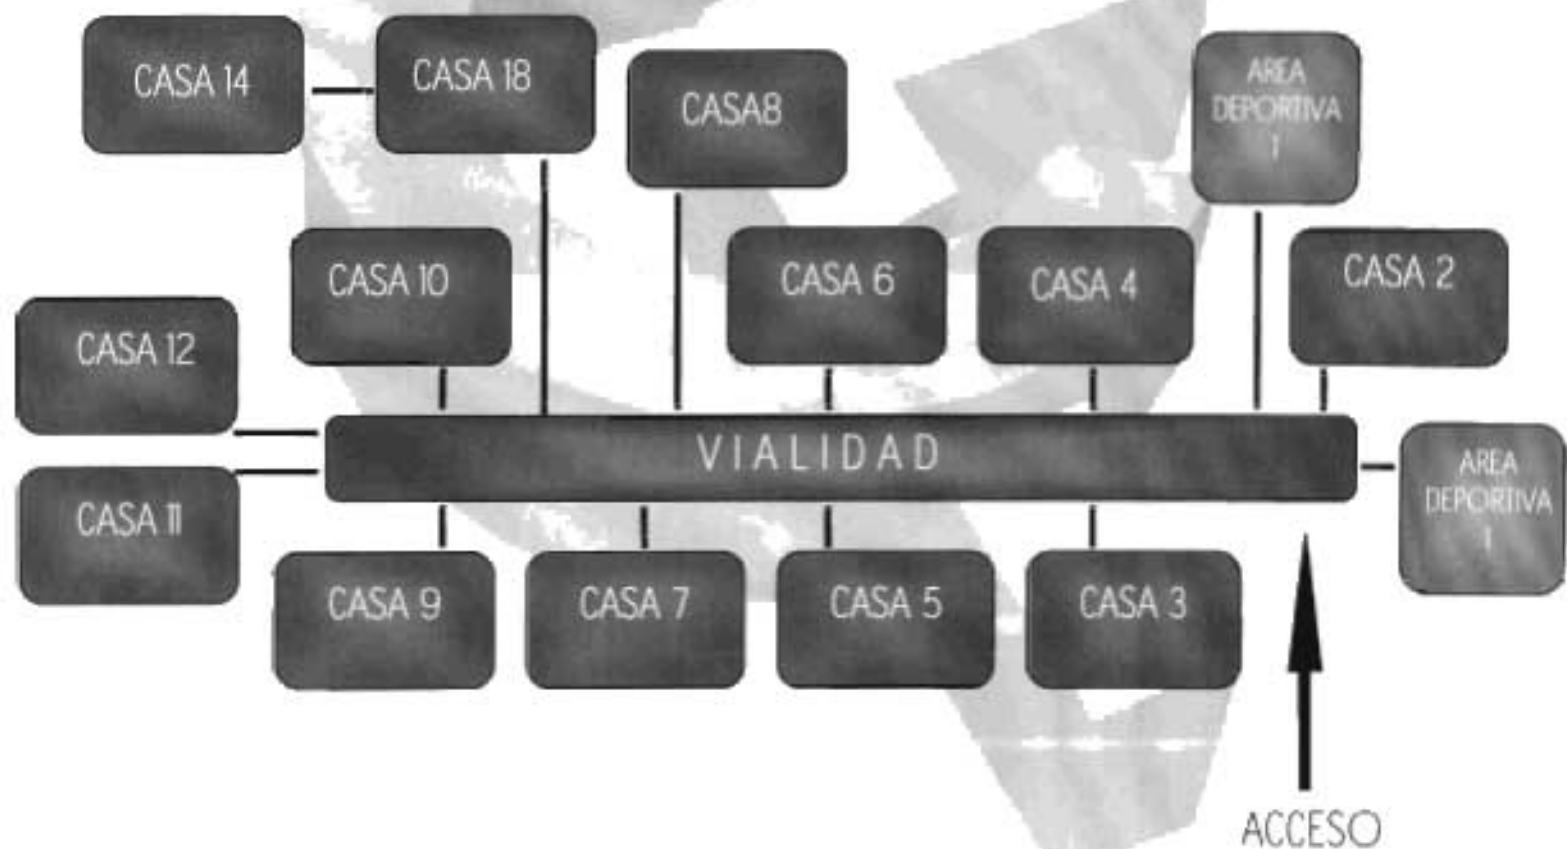 CASA 14
CASA 18
CASA8
AREA
DEPORTIVA
1
CASA 10
CASA 6
CASA 4
CASA 2
CASA 12
VIALIDAD
AREA
DEPORTIVA
1
CASA 11
CASA 9
CASA 7
CASA 5
CASA 3
ACCESO